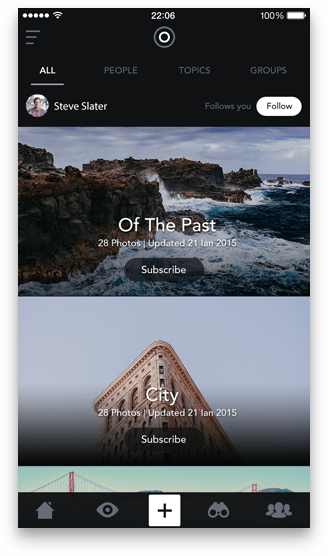 22:06 100%
ALL PEOPLE TOPICS GROUPS
Steve Slater Follows you Follow
Of The Past
28 Photos | Updated 21 Jan 2015
Subscribe
City
28 Photos | Updated 21 Jan 2015
Subscribe